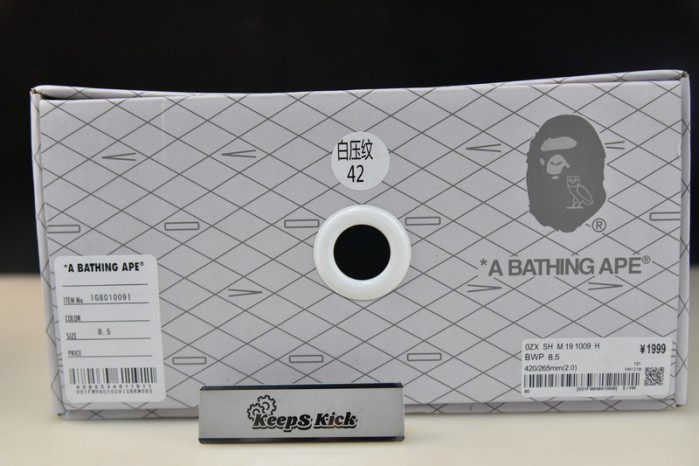 白压纹
42
®
*A BATHING APE®
*A BATHING APE®
ITEM No 1G8010091
COLOR
SIZE 8.5
PRICE
0ZX SH M 19 1009 H
¥1999
BWP 8.5
420/265mm(2.0)
Keeps Kick